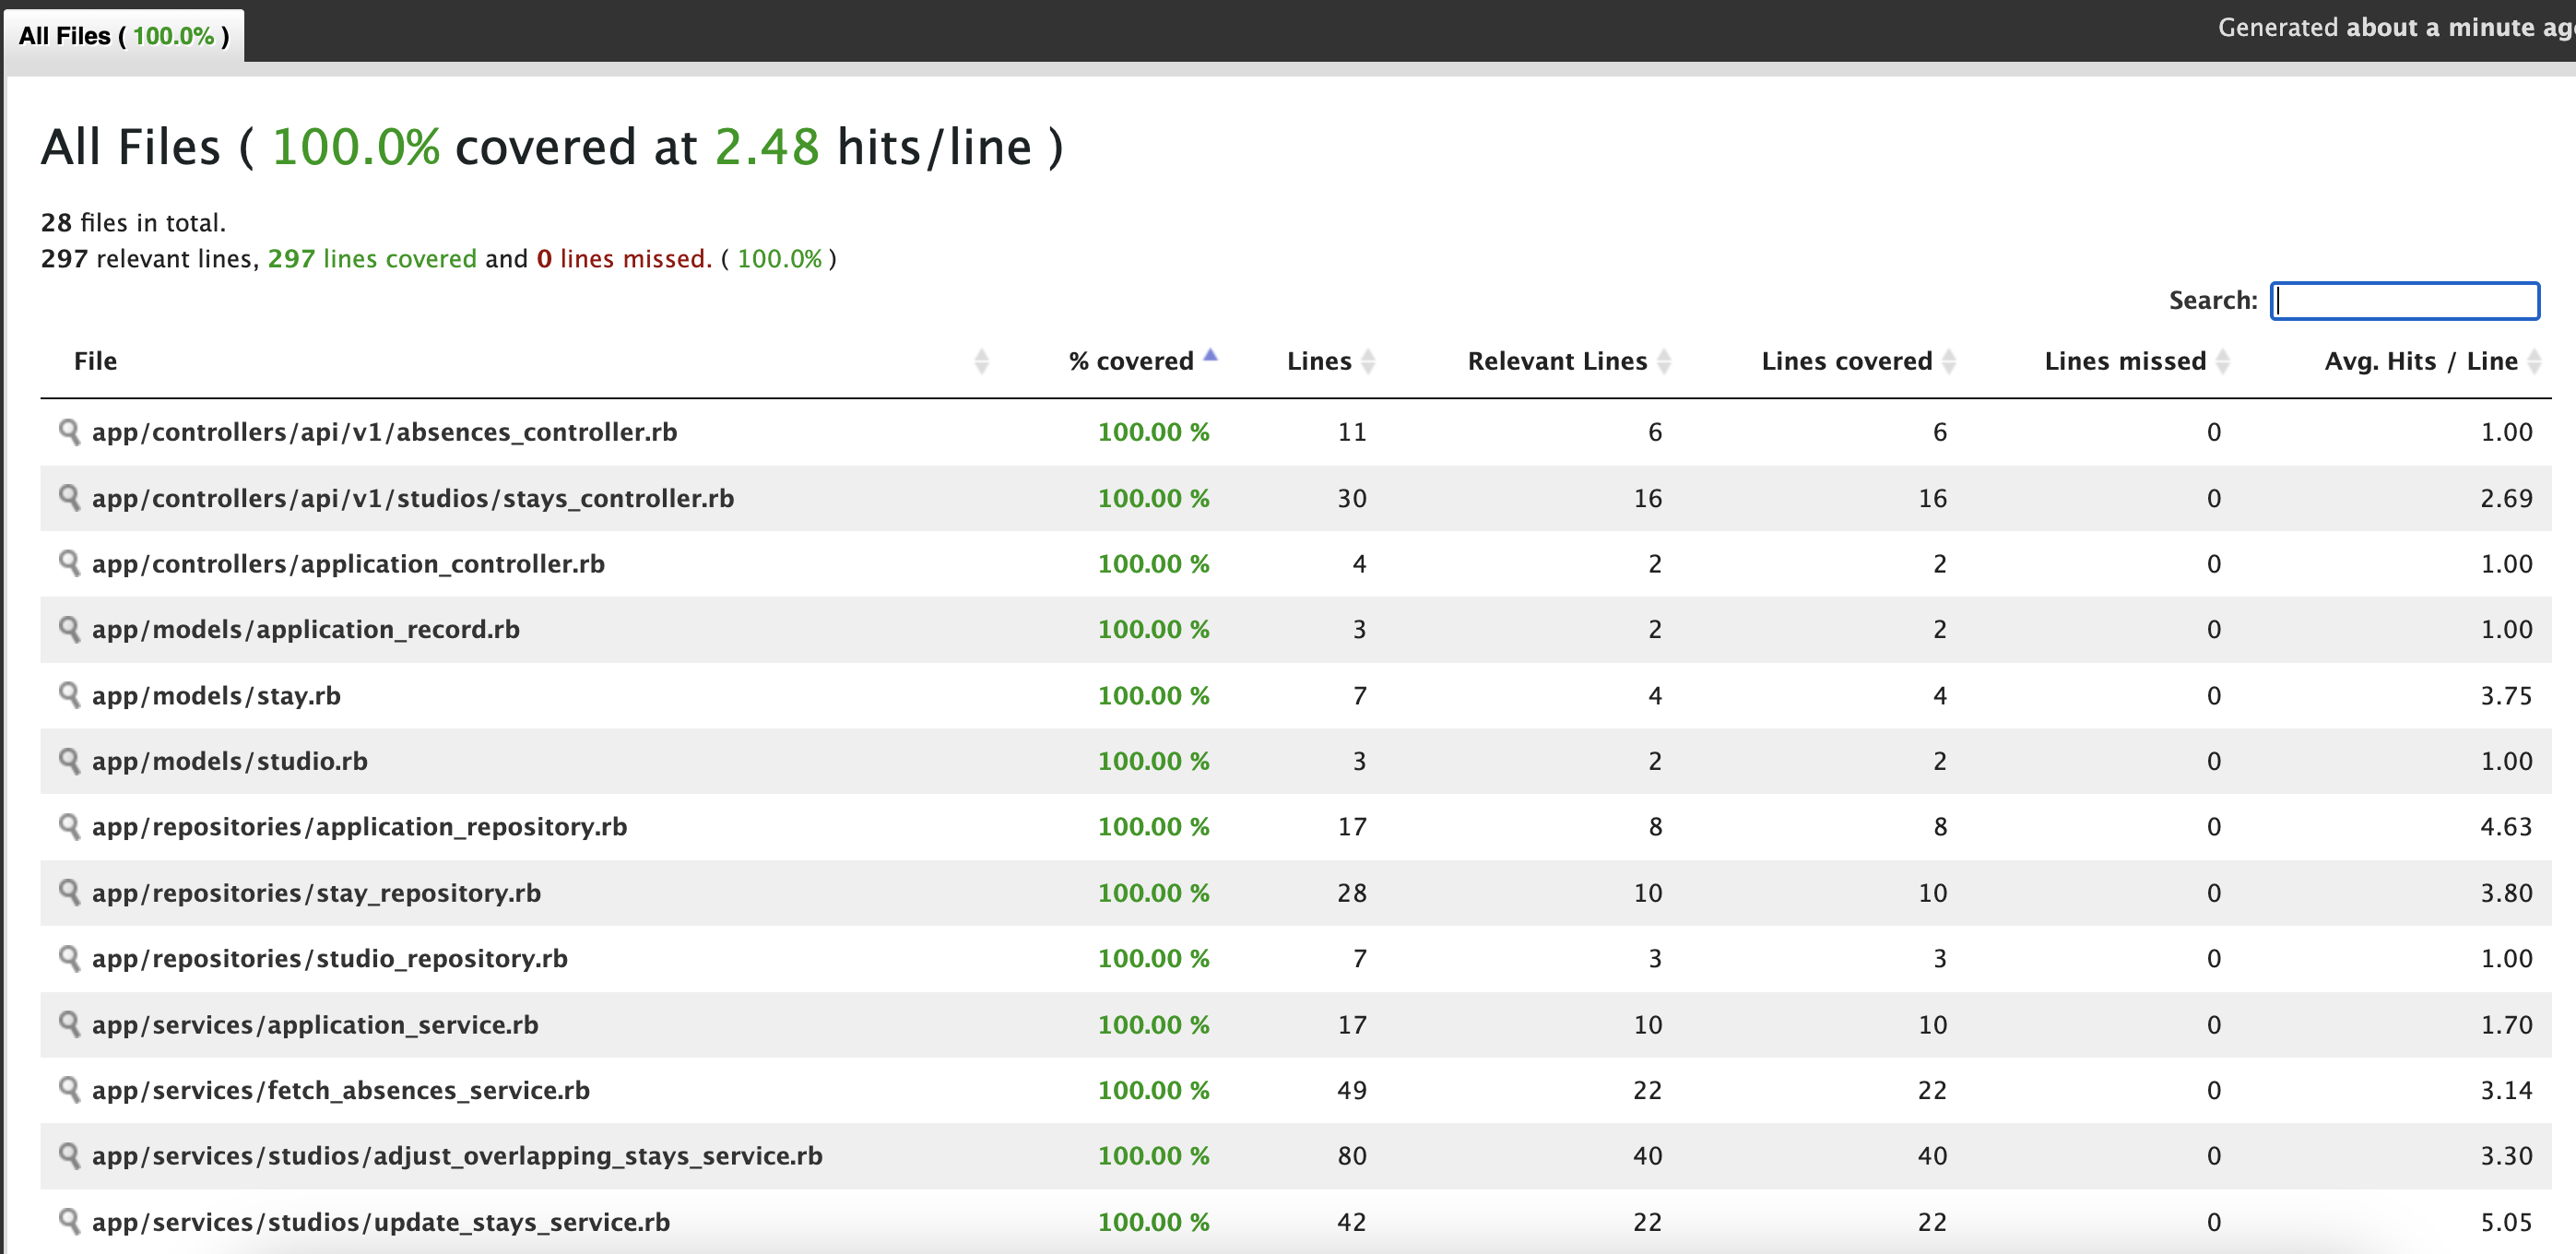 All Files ( 100.0% )
Generated about a minute ag
All Files ( 100.0% covered at 2.48 hits/line )
28 files in total.
297 relevant lines, 297 lines covered and 0 lines missed. ( 100.0% )
Search:
File % covered Lines Relevant Lines Lines covered Lines missed Avg. Hits / Line
app/controllers/api/v1/absences_controller.rb 100.00 % 11 6 6 0 1.00
app/controllers/api/v1/studios/stays_controller.rb 100.00 % 30 16 16 0 2.69
app/controllers/application_controller.rb 100.00 % 4 2 2 0 1.00
app/models/application_record.rb 100.00 % 3 2 2 0 1.00
app/models/stay.rb 100.00 % 7 4 4 0 3.75
app/models/studio.rb 100.00 % 3 2 2 0 1.00
app/repositories/application_repository.rb 100.00 % 17 8 8 0 4.63
app/repositories/stay_repository.rb 100.00 % 28 10 10 0 3.80
app/repositories/studio_repository.rb 100.00 % 7 3 3 0 1.00
app/services/application_service.rb 100.00 % 17 10 10 0 1.70
app/services/fetch_absences_service.rb 100.00 % 49 22 22 0 3.14
app/services/studios/adjust_overlapping_stays_service.rb 100.00 % 80 40 40 0 3.30
app/services/studios/update_stays_service.rb 100.00 % 42 22 22 0 5.05